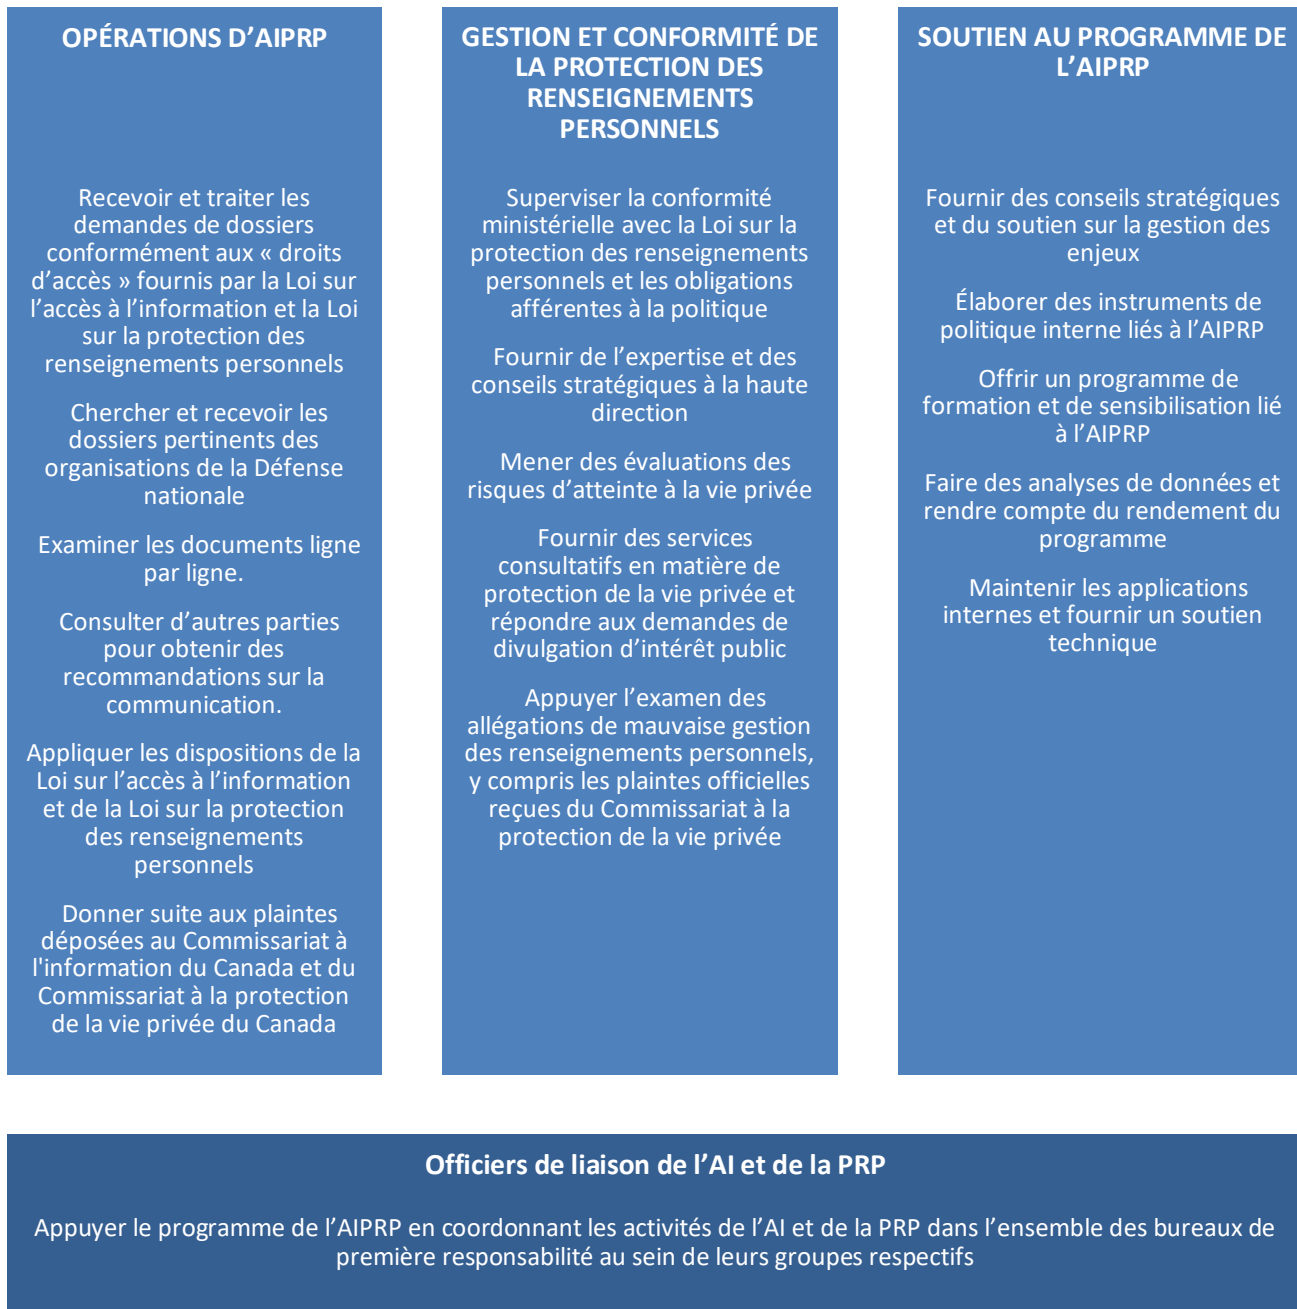 OPÉRATIONS D’AIPRP
Recevoir et traiter les
demandes de dossiers
conformément aux « droits
d’accès » fournis par la Loi sur
l’accès à l’information et la Loi
sur la protection des
renseignements personnels
Chercher et recevoir les
dossiers pertinents des
organisations de la Défense
nationale
Examiner les documents ligne
par ligne.
Consulter d’autres parties
pour obtenir des
recommandations sur la
communication.
Appliquer les dispositions de la
Loi sur l’accès à l’information
et de la Loi sur la protection
des renseignements
personnels
Donner suite aux plaintes
déposées au Commissariat à
l'information du Canada et du
Commissariat à la protection
de la vie privée du Canada
GESTION ET CONFORMITÉ DE
LA PROTECTION DES
RENSEIGNEMENTS
PERSONNELS
Superviser la conformité
ministérielle avec la Loi sur la
protection des renseignements
personnels et les obligations
afférentes à la politique
Fournir de l’expertise et des
conseils stratégiques à la haute
direction
Mener des évaluations des
risques d’atteinte à la vie privée
Fournir des services
consultatifs en matière de
protection de la vie privée et
répondre aux demandes de
divulgation d’intérêt public
Appuyer l’examen des
allégations de mauvaise gestion
des renseignements personnels,
y compris les plaintes officielles
reçues du Commissariat à la
protection de la vie privée
SOUTIEN AU PROGRAMME DE
L’AIPRP
Fournir des conseils stratégiques
et du soutien sur la gestion des
enjeux
Élaborer des instruments de
politique interne liés à l’AIPRP
Offrir un programme de
formation et de sensibilisation lié
à l’AIPRP
Faire des analyses de données et
rendre compte du rendement du
programme
Maintenir les applications
internes et fournir un soutien
technique
Officiers de liaison de l’AI et de la PRP
Appuyer le programme de l’AIPRP en coordonnant les activités de l’AI et de la PRP dans l’ensemble des bureaux de
première responsabilité au sein de leurs groupes respectifs